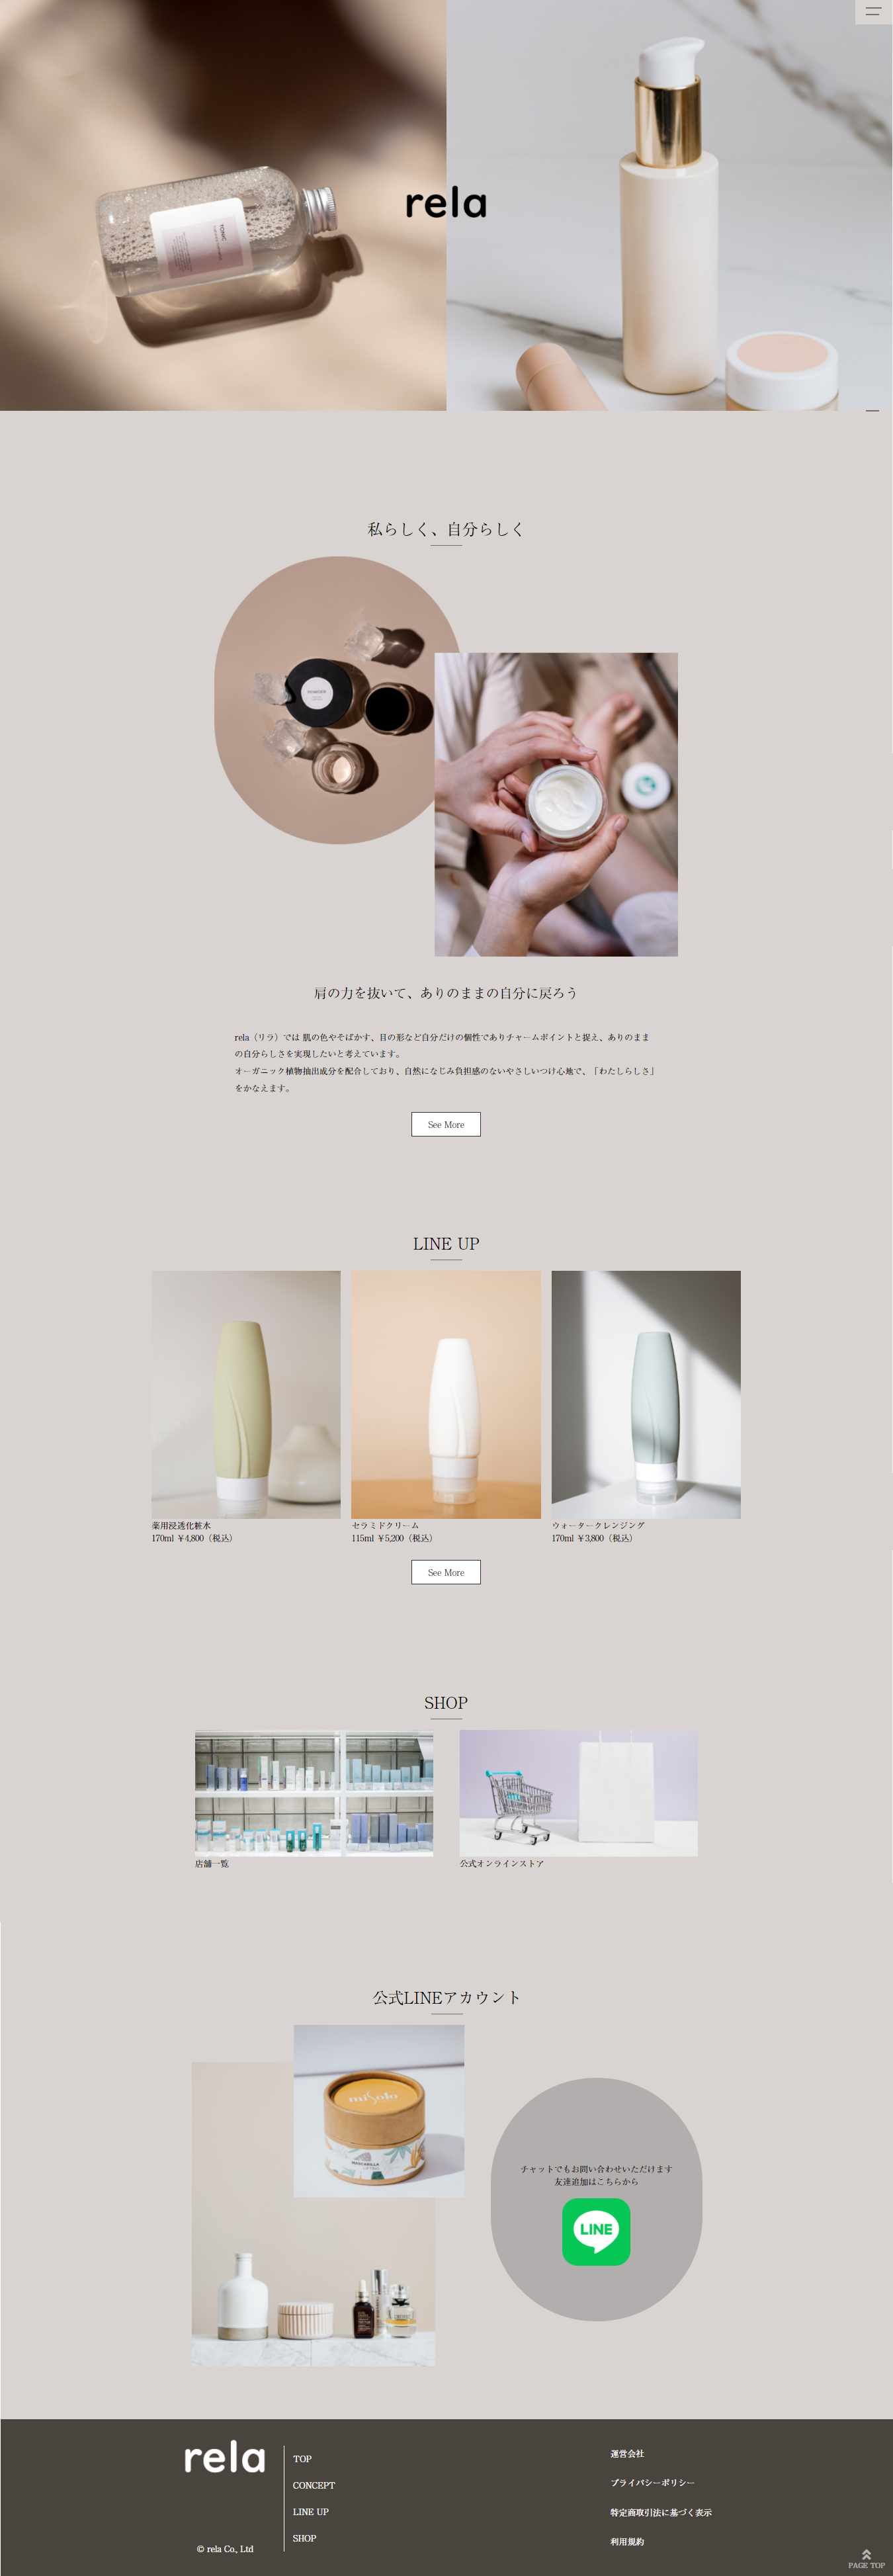 TONIC
rela
私らしく、自分らしく
肩の力を抜いて、ありのままの自分に戻ろう
rela（リラ）では 肌の色やそばかす、目の形など自分だけの個性でありチャームポイントと捉え、ありのまま
の自分らしさを実現したいと考えています。
オーガニック植物抽出成分を配合しており、自然になじみ負担感のないやさしいつけ心地で、「わたしらしさ」
をかなえます。
See More
LINE UP
薬用浸透化粧水
170ml ￥4,800（税込）
セラミドクリーム
115ml ￥5,200（税込）
ウォータークレンジング
170ml ￥3,800（税込）
See More
SHOP
店舗一覧
公式オンラインストア
公式LINEアカウント
miSolo
MASCARILLA
チャットでもお問い合わせいただけます
友達追加はこちらから
LINE
rela
© rela Co., Ltd
TOP
CONCEPT
LINE UP
SHOP
運営会社
プライバシーポリシー
特定商取引法に基づく表示
利用規約
PAGE TOP